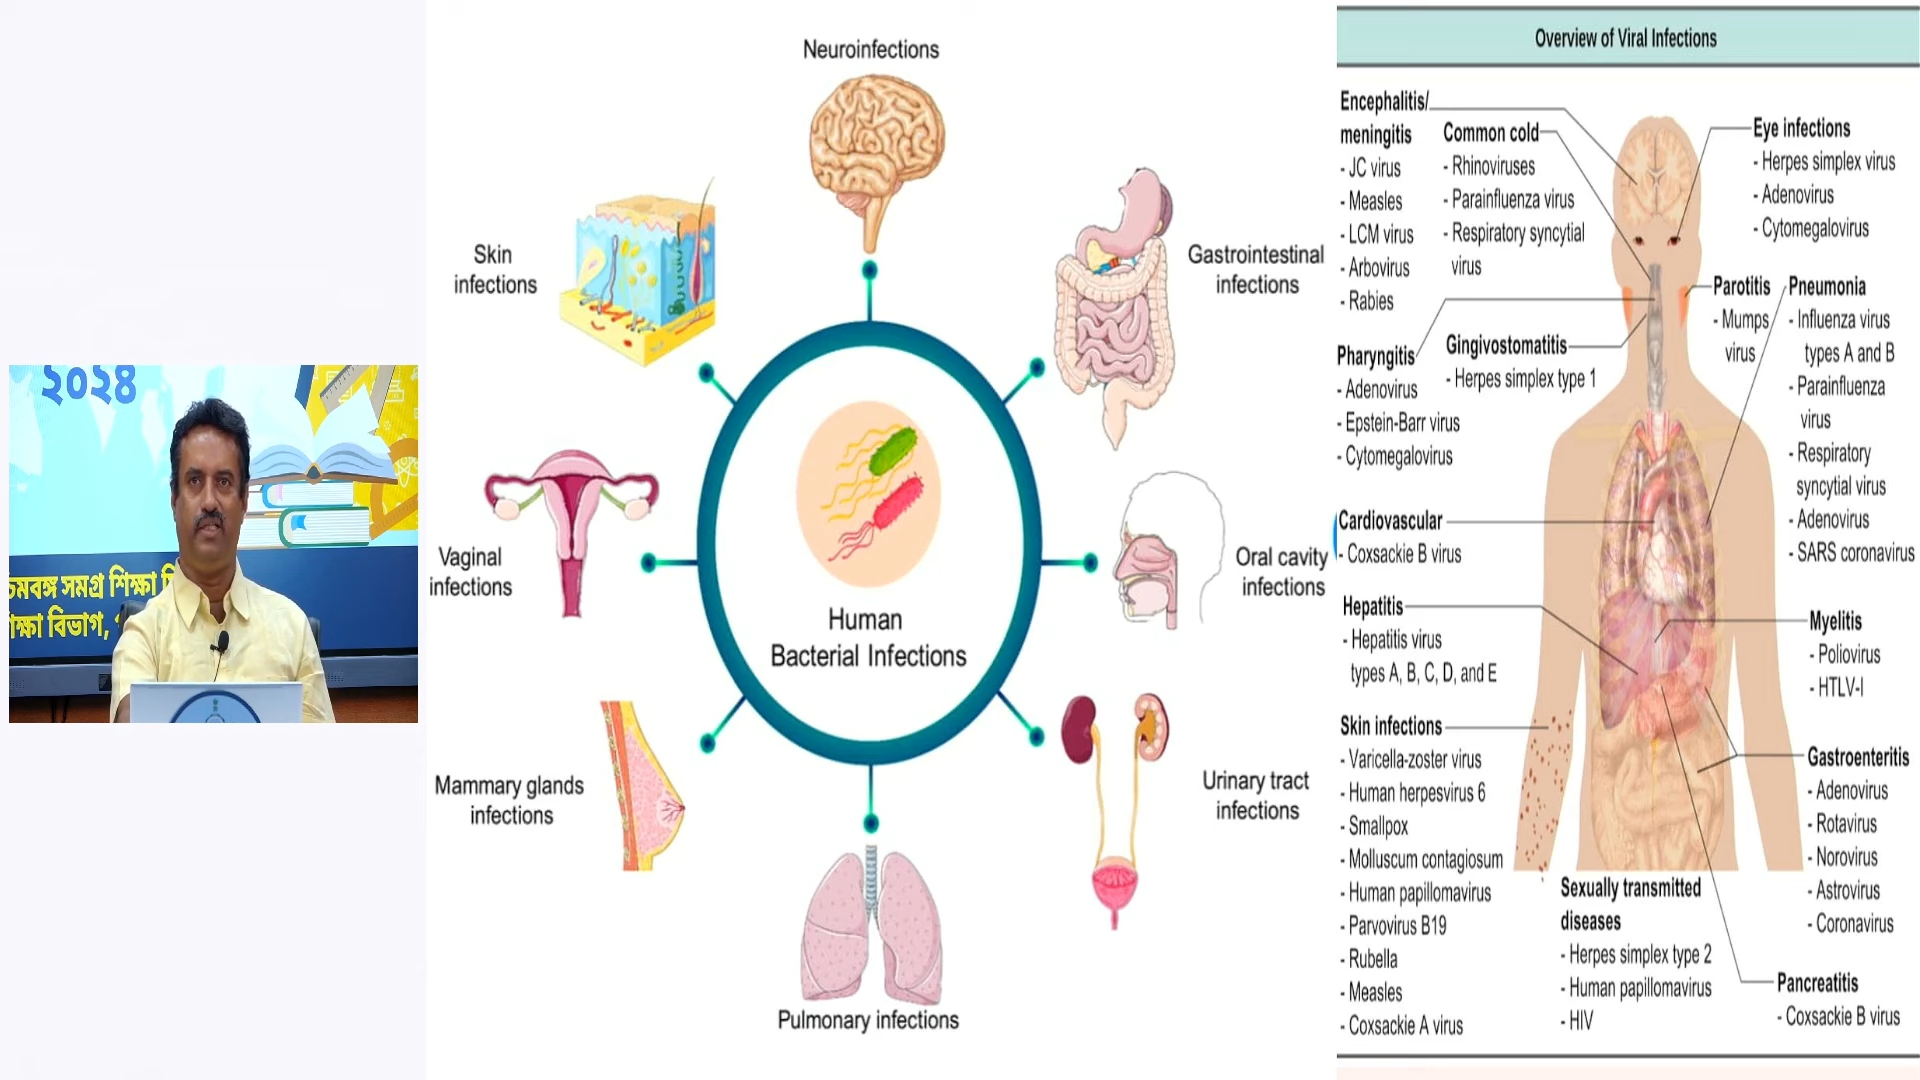 ২০২৪
পশ্চিমবঙ্গ সমগ্র শিক্ষা
শিক্ষা বিভাগ,
Neuroinfections
Skin
infections
Gastrointestinal
infections
Vaginal
infections
Oral cavity
infections
Human
Bacterial Infections
Mammary glands
infections
Urinary tract
infections
Pulmonary infections
Overview of Viral Infections
Encephalitis/
meningitis
- JC virus
- Measles
- LCM virus
- Arbovirus
- Rabies
Common cold
- Rhinoviruses
- Parainfluenza virus
- Respiratory syncytial
virus
Eye infections
- Herpes simplex virus
- Adenovirus
- Cytomegalovirus
Parotitis
- Mumps
virus
Pneumonia
- Influenza virus
types A and B
- Parainfluenza
virus
- Respiratory
syncytial virus
- Adenovirus
- SARS coronavirus
Pharyngitis
- Adenovirus
- Epstein-Barr virus
- Cytomegalovirus
Gingivostomatitis
- Herpes simplex type 1
Cardiovascular
- Coxsackie B virus
Hepatitis
- Hepatitis virus
types A, B, C, D, and E
Myelitis
- Poliovirus
- HTLV-I
Skin infections
- Varicella-zoster virus
- Human herpesvirus 6
- Smallpox
- Molluscum contagiosum
- Human papillomavirus
- Parvovirus B19
- Rubella
- Measles
- Coxsackie A virus
Gastroenteritis
- Adenovirus
- Rotavirus
- Norovirus
- Astrovirus
- Coronavirus
Sexually transmitted
diseases
- Herpes simplex type 2
- Human papillomavirus
- HIV
Pancreatitis
- Coxsackie B virus